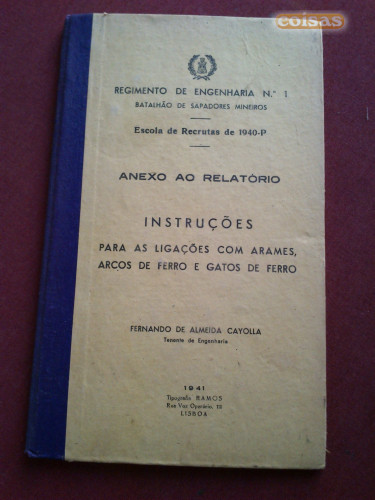 coisas
REGIMENTO DE ENGENHARIA N.º 1
BATALHÃO DE SAPADORES MINEIROS
Escola de Recrutas de 1940-P
ANEXO AO RELATÓRIO
INSTRUÇÕES
PARA AS LIGAÇÕES COM ARAMES,
ARCOS DE FERRO E GATOS DE FERRO
FERNANDO DE ALMEIDA CAYOLLA
Tenente de Engenharia
1941
Tipografia RAMOS
Rua Voz Operário, 12
LISBOA